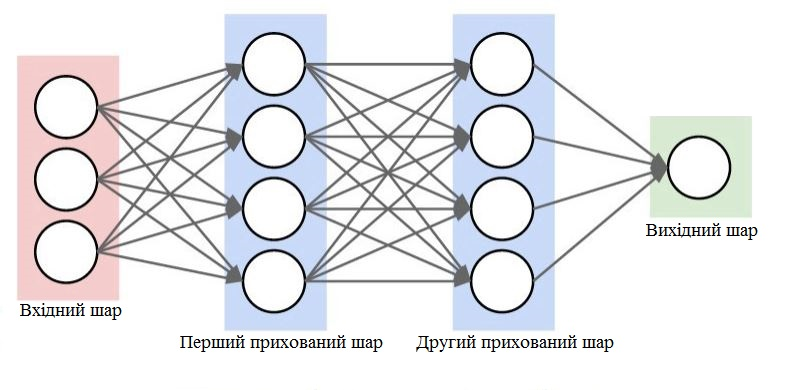 Вхідний шар
Перший прихований шар
Другий прихований шар
Вихідний шар